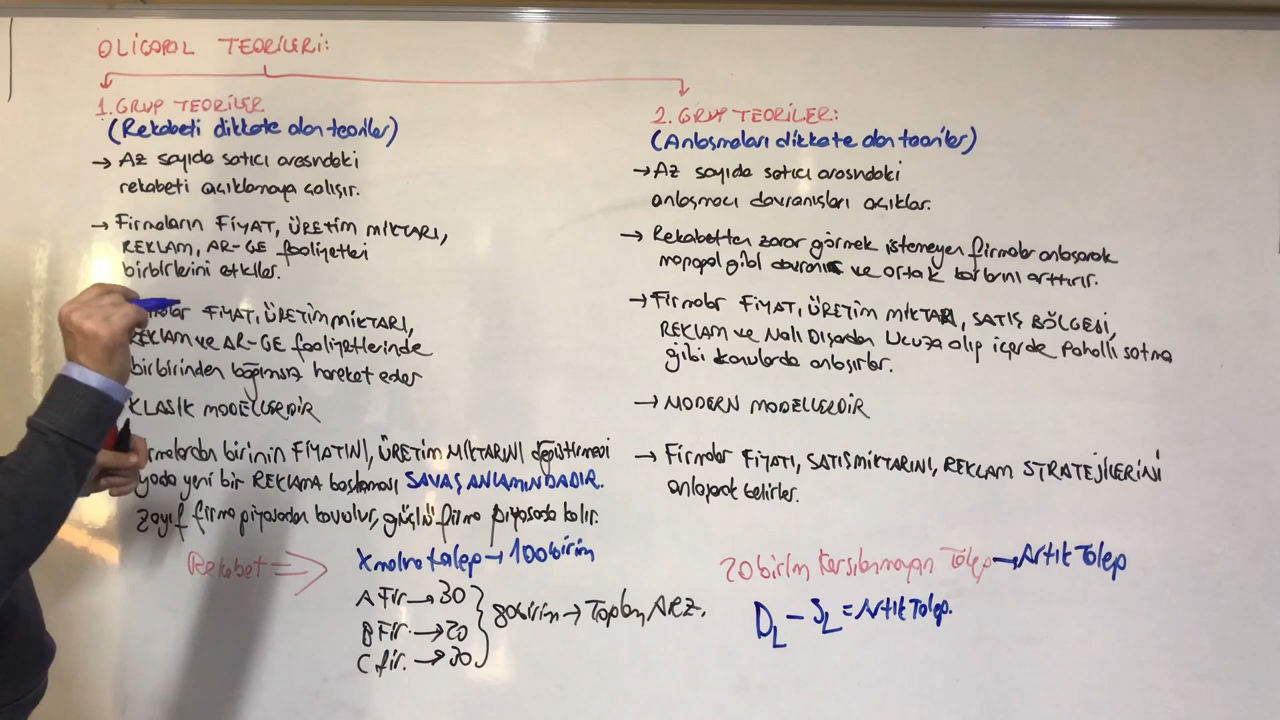 OLİGOPOL TEORİLERİ:
1. GRUP TEORİLER
(Rekabeti dikkate alan teoriler)
→ Az sayıda satıcı arasındaki
rekabeti açıklamaya çalışır.
→ Firmaların FİYAT, ÜRETİM MİKTARI,
REKLAM, AR-GE faaliyetleri
birbirlerini etkiler.
FİYAT, ÜRETİM MİKTARI,
REKLAM ve AR-GE faaliyetlerinde
birbirinden bağımsız hareket eder
KLASİK MODELLERDİR
birinin FİYATINI, ÜRETİM MİKTARINI değiştirmesi
yada yeni bir REKLAMA başlaması SAVAŞ ANLAMINDADIR.
Zayıf firma piyasadan kovulur, güçlü firma piyasada kalır.
Rekabet ⇒
X malına talep → 100 birim
A Fir. → 30
B Fir. → 20
C fir. → 30
80 birim → Toplam ARZ.
2. GRUP TEORİLER:
(Anlaşmaları dikkate alan teoriler)
→ Az sayıda satıcı arasındaki
anlaşmacı davranışları açıklar.
→ Rekabetten zarar görmek istemeyen firmalar anlaşarak
monopol gibi davranır ve ortak karlarını arttırır.
→ Firmalar FİYAT, ÜRETİM MİKTARI, SATIŞ BÖLGESİ,
REKLAM ve Malı Dışardan Ucuza alıp içerde Pahalı satma
gibi konularda anlaşırlar.
→ MODERN MODELLERDİR
→ Firmalar FİYATI, SATIŞ MİKTARINI, REKLAM STRATEJİLERİNİ
anlaşarak belirler.
20 birim Karşılanmayan Talep → Artık Talep
D_L - S_L = Artık Talep.